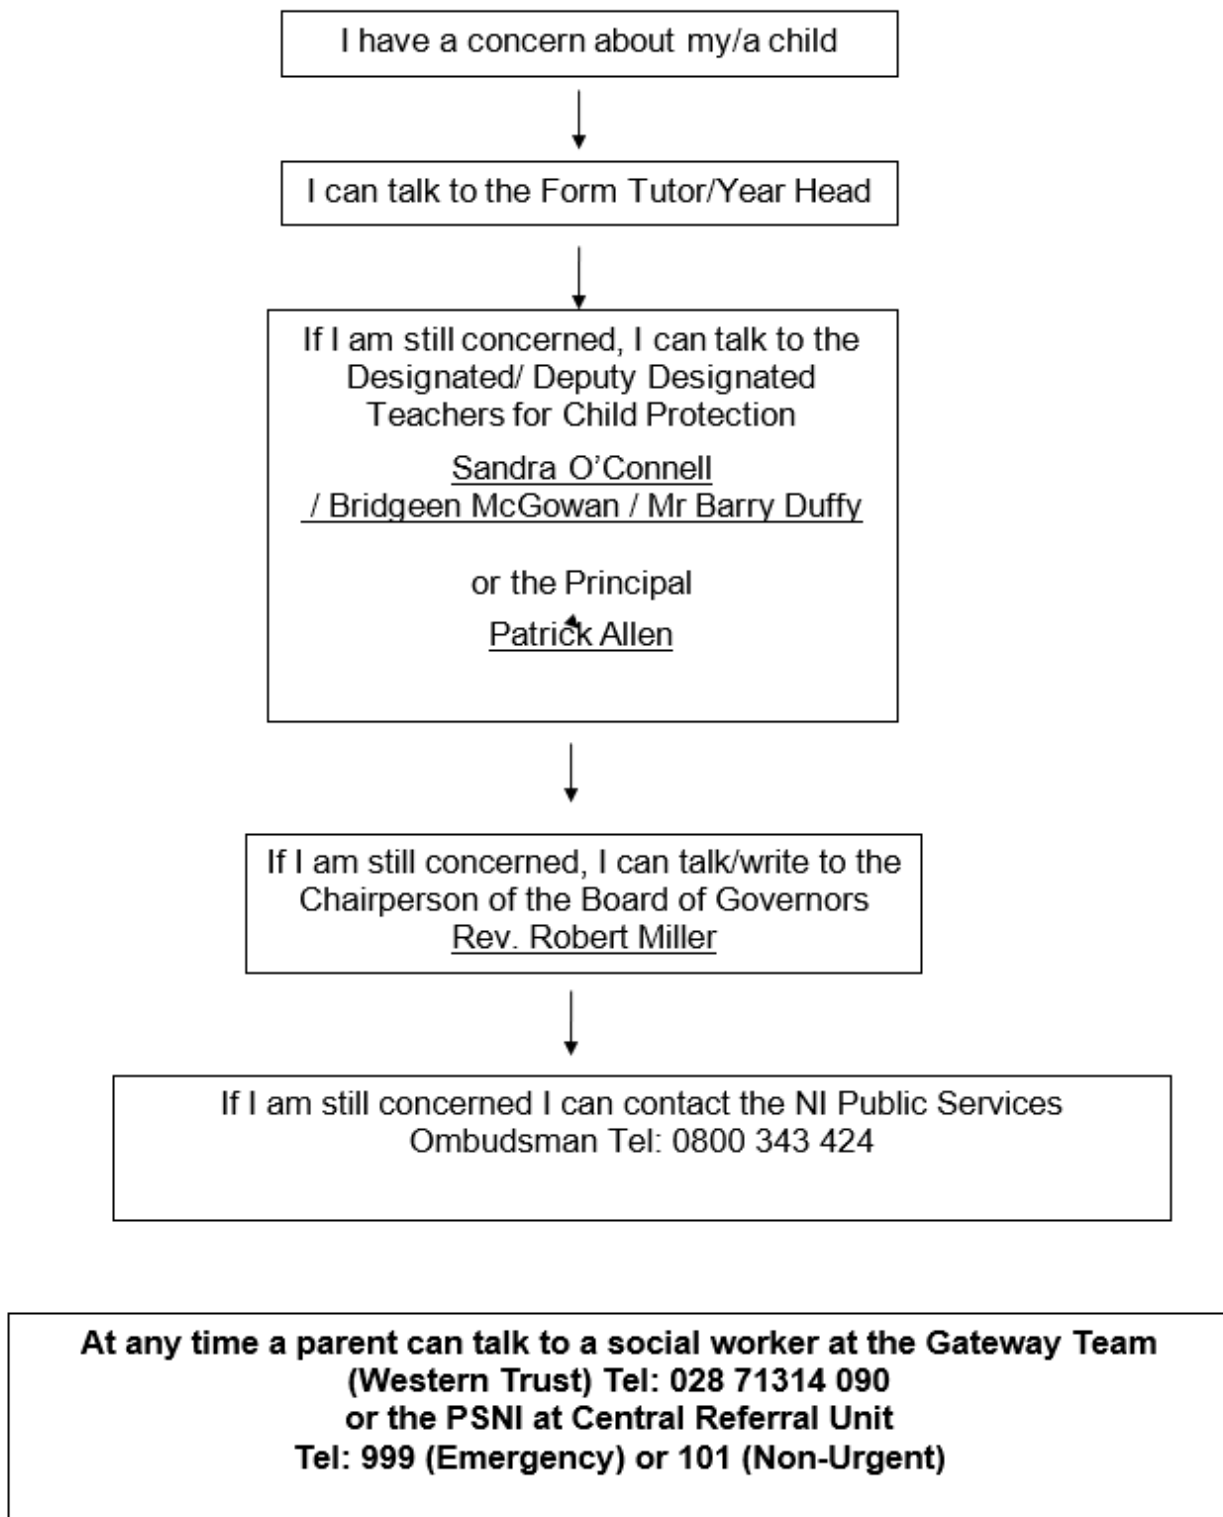 I have a concern about my/a child
I can talk to the Form Tutor/Year Head
If I am still concerned, I can talk to the
Designated/ Deputy Designated
Teachers for Child Protection
Sandra O'Connell
/ Bridgeen McGowan / Mr Barry Duffy
or the Principal
Patrick Allen
If I am still concerned, I can talk/write to the
Chairperson of the Board of Governors
Rev. Robert Miller
If I am still concerned I can contact the NI Public Services
Ombudsman Tel: 0800 343 424
At any time a parent can talk to a social worker at the Gateway Team
(Western Trust) Tel: 028 71314 090
or the PSNI at Central Referral Unit
Tel: 999 (Emergency) or 101 (Non-Urgent)